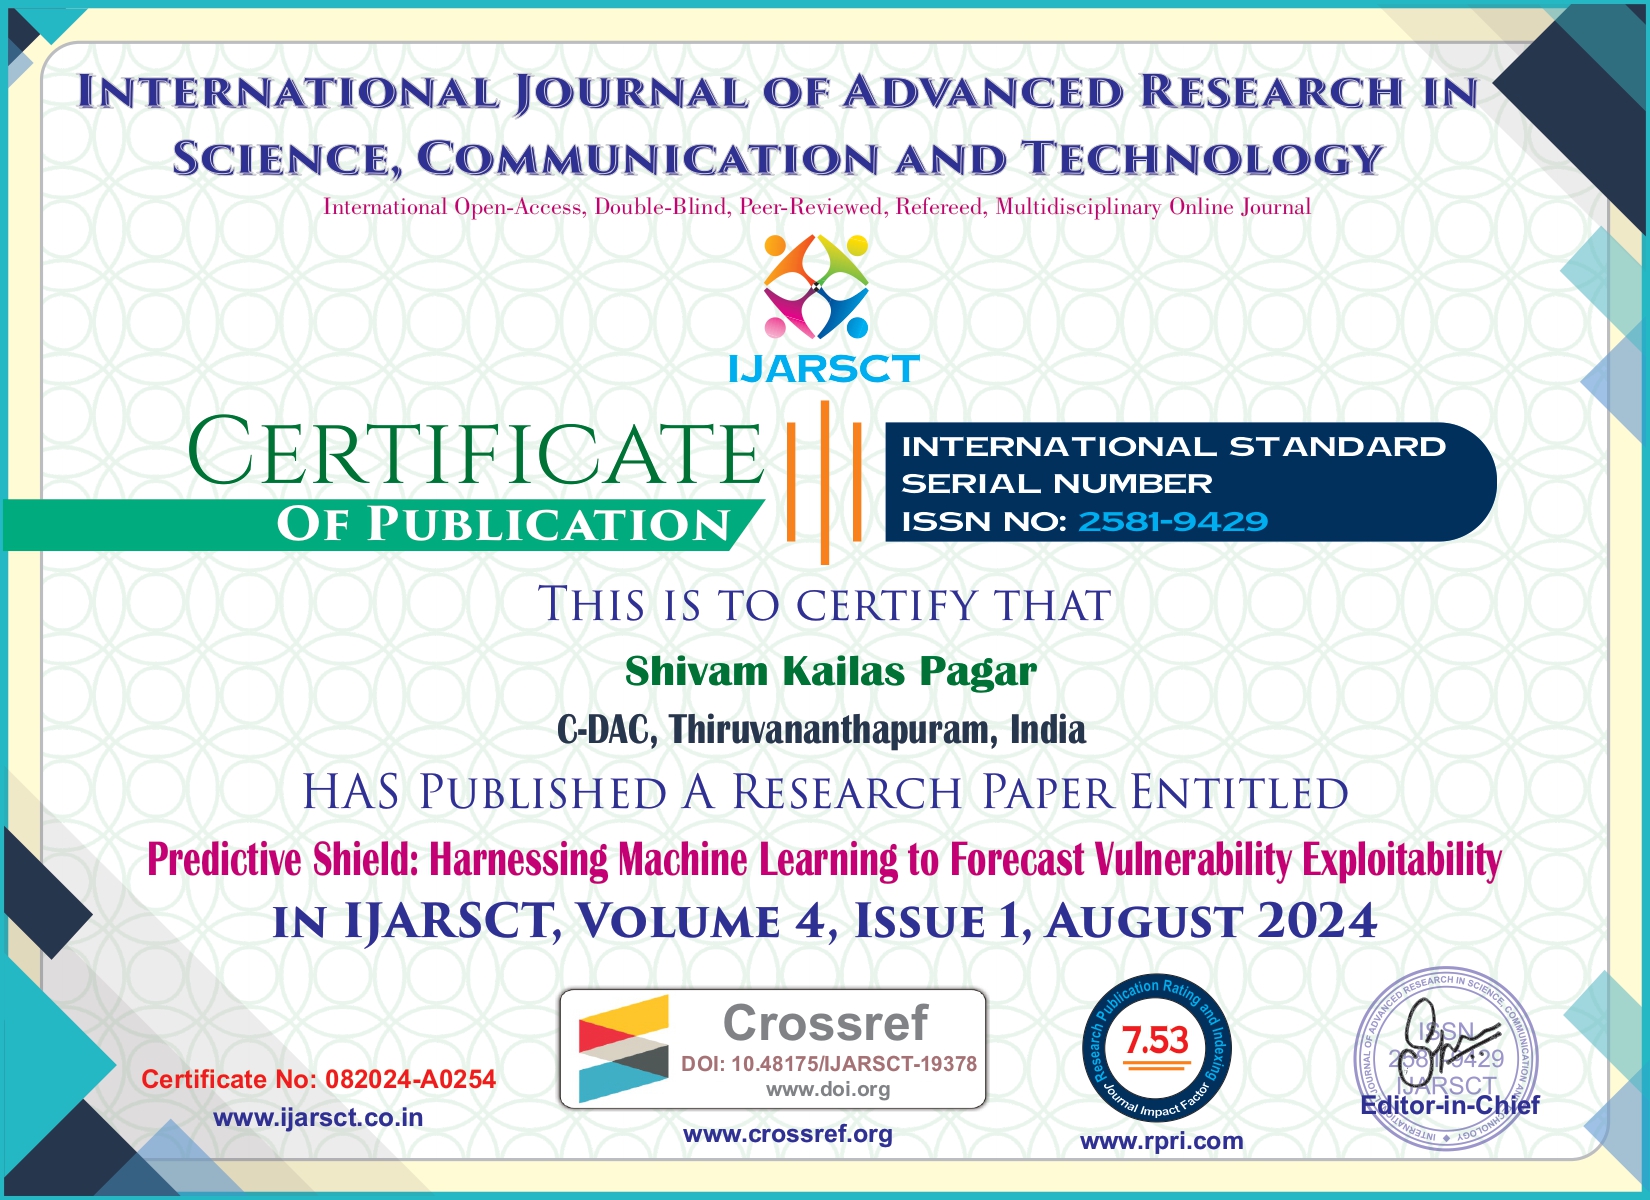 INTERNATIONAL JOURNAL OF ADVANCED RESEARCH IN
SCIENCE, COMMUNICATION AND TECHNOLOGY
International Open-Access, Double-Blind, Peer-Reviewed, Refereed, Multidisciplinary Online Journal
IJARSCT
CERTIFICATE
OF PUBLICATION
INTERNATIONAL STANDARD
SERIAL NUMBER
ISSN NO: 2581-9429
THIS IS TO CERTIFY THAT
Shivam Kailas Pagar
C-DAC, Thiruvananthapuram, India
HAS PUBLISHED A RESEARCH PAPER ENTITLED
Predictive Shield: Harnessing Machine Learning to Forecast Vulnerability Exploitability
IN IJARSCT, VOLUME 4, ISSUE 1, AUGUST 2024
Certificate No: 082024-A0254
www.ijarsct.co.in
Crossref
DOI: 10.48175/IJARSCT-19378
www.doi.org
www.crossref.org
Research Publication Rating and Indexing
7.53
Journal Impact Factor
www.rpri.com
INTERNATIONAL JOURNAL OF ADVANCED RESEARCH IN SCIENCE, COMMUNICATION AND TECHNOLOGY
ISSN
2581-9429
IJARSCT
Editor-in-Chief